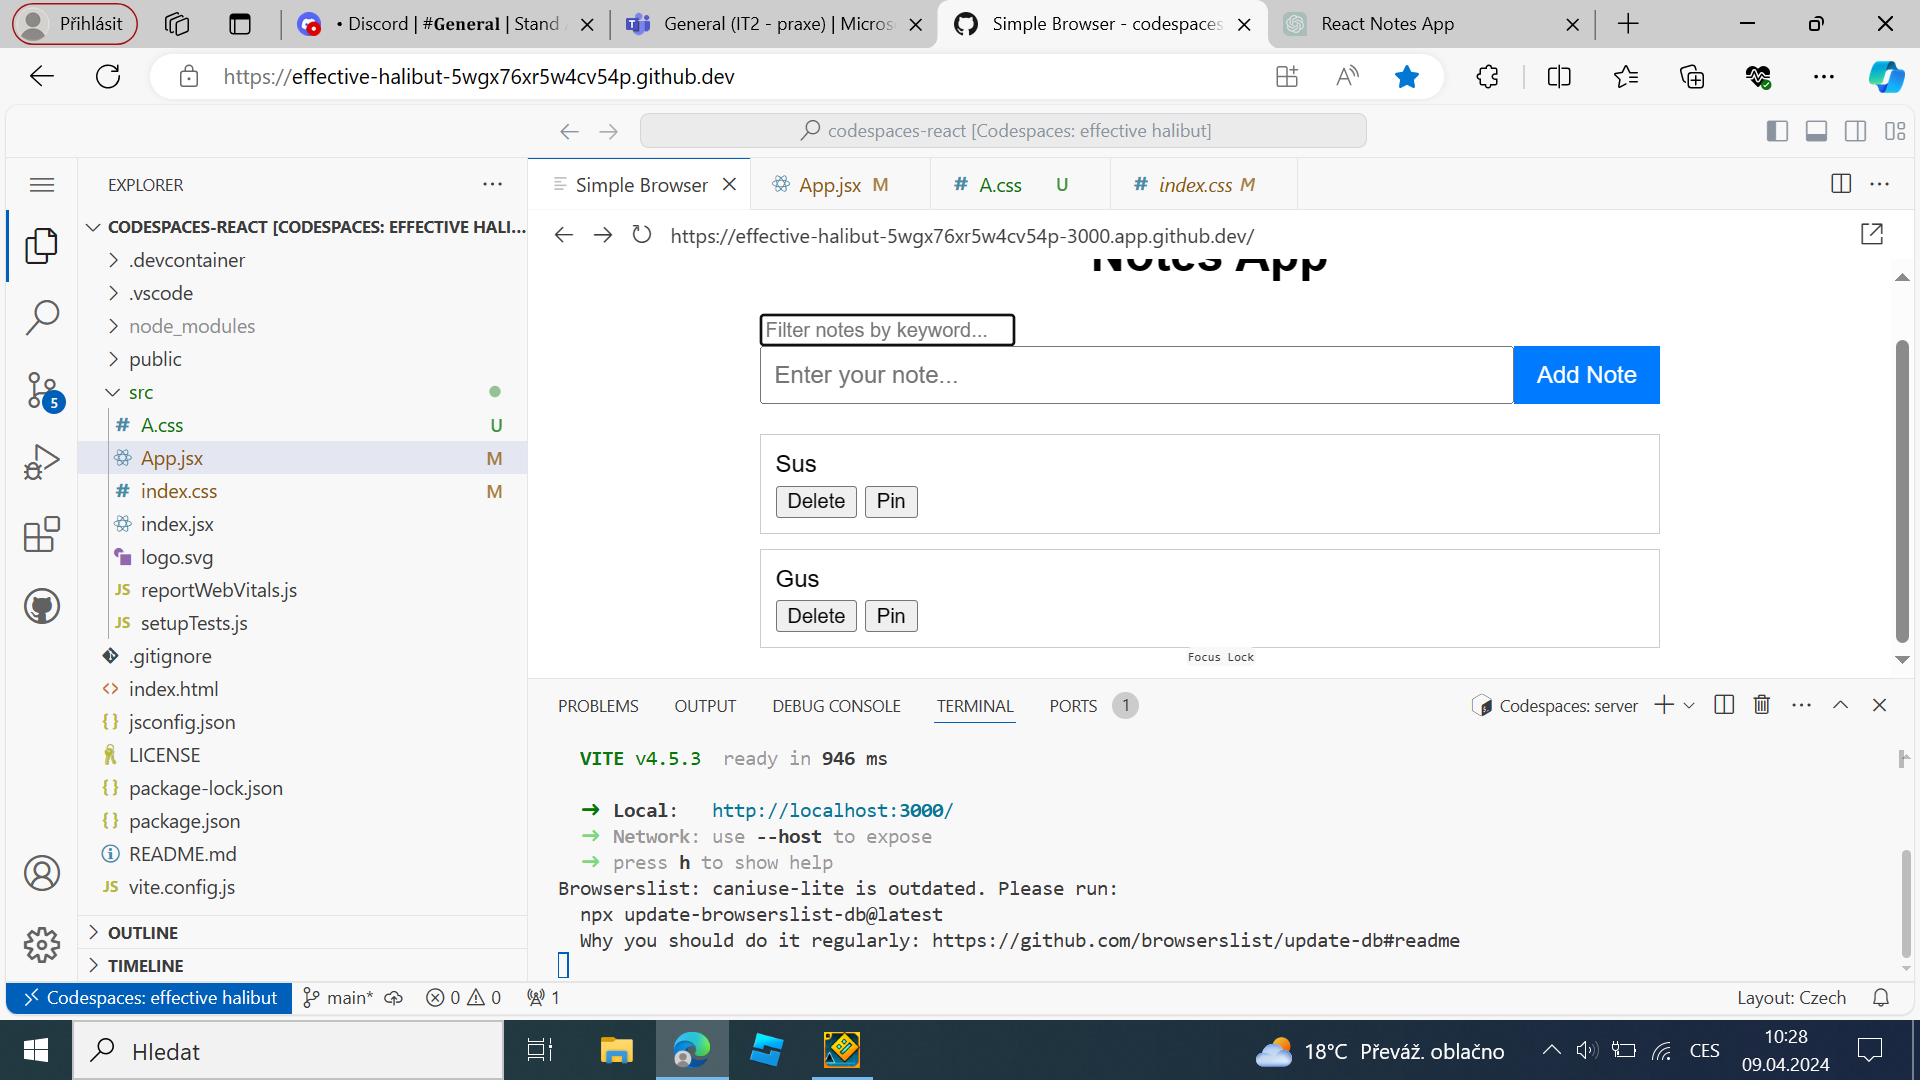 Přihlásit
• Discord | #General | Stand
General (IT2 - praxe) | Micros
Simple Browser - codespaces
React Notes App
https://effective-halibut-5wgx76xr5w4cv54p.github.dev
codespaces-react [Codespaces: effective halibut]
EXPLORER
CODESPACES-REACT [CODESPACES: EFFECTIVE HALI...
.devcontainer
.vscode
node_modules
public
src
# A.css U
App.jsx M
# index.css M
index.jsx
logo.svg
JS reportWebVitals.js
JS setupTests.js
.gitignore
<> index.html
{} jsconfig.json
LICENSE
{} package-lock.json
{} package.json
README.md
JS vite.config.js
OUTLINE
TIMELINE
5
Simple Browser
App.jsx M
# A.css U
# index.css M
https://effective-halibut-5wgx76xr5w4cv54p-3000.app.github.dev/
Notes App
Filter notes by keyword...
Enter your note...
Add Note
Sus
Delete Pin
Gus
Delete Pin
Focus Lock
PROBLEMS OUTPUT DEBUG CONSOLE TERMINAL PORTS 1
Codespaces: server
VITE v4.5.3 ready in 946 ms
➜ Local: http://localhost:3000/
➜ Network: use --host to expose
➜ press h to show help
Browserslist: caniuse-lite is outdated. Please run:
npx update-browserslist-db@latest
Why you should do it regularly: https://github.com/browserslist/update-db#readme
Codespaces: effective halibut
main*
0 0
1
Layout: Czech
Hledat
18°C Převáž. oblačno
CES
10:28
09.04.2024